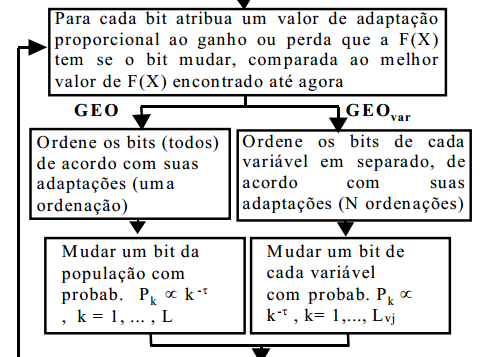 Para cada bit atribua um valor de adaptação
proporcional ao ganho ou perda que a F(X)
tem se o bit mudar, comparada ao melhor
valor de F(X) encontrado até agora
GEO
GEOvar
Ordene os bits (todos)
de acordo com suas
adaptações (uma
ordenação)
Ordene os bits de cada
variável em separado, de
acordo com suas
adaptações (N ordenações)
Mudar um bit da
população com
probab. Pk ∝ k-τ
, k = 1, ... , L
Mudar um bit de
cada variável
com probab. Pk ∝
k-τ , k= 1,..., Lvj